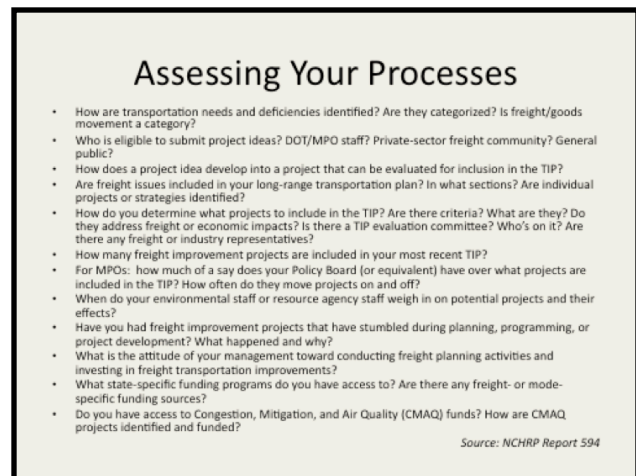 Assessing Your Processes
• How are transportation needs and deficiencies identified? Are they categorized? Is freight/goods
movement a category?
• Who is eligible to submit project ideas? DOT/MPO staff? Private-sector freight community? General
public?
• How does a project idea develop into a project that can be evaluated for inclusion in the TIP?
• Are freight issues included in your long-range transportation plan? In what sections? Are individual
projects or strategies identified?
• How do you determine what projects to include in the TIP? Are there criteria? What are they? Do
they address freight or economic impacts? Is there a TIP evaluation committee? Who's on it? Are
there any freight or industry representatives?
• How many freight improvement projects are included in your most recent TIP?
• For MPOs: how much of a say does your Policy Board (or equivalent) have over what projects are
included in the TIP? How often do they move projects on and off?
• When do your environmental staff or resource agency staff weigh in on potential projects and their
effects?
• Have you had freight improvement projects that have stumbled during planning, programming, or
project development? What happened and why?
• What is the attitude of your management toward conducting freight planning activities and
investing in freight transportation improvements?
• What state-specific funding programs do you have access to? Are there any freight- or mode-
specific funding sources?
• Do you have access to Congestion, Mitigation, and Air Quality (CMAQ) funds? How are CMAQ
projects identified and funded?
Source: NCHRP Report 594